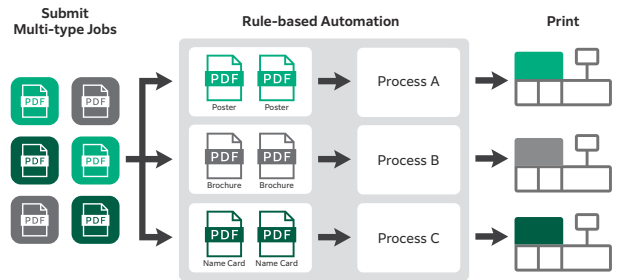 Submit
Multi-type Jobs
Rule-based Automation
Print
PDF
PDF
PDF
PDF
PDF
PDF
PDF
PDF
Poster
Poster
Process A
PDF
PDF
Brochure
Brochure
Process B
PDF
PDF
Name Card
Name Card
Process C